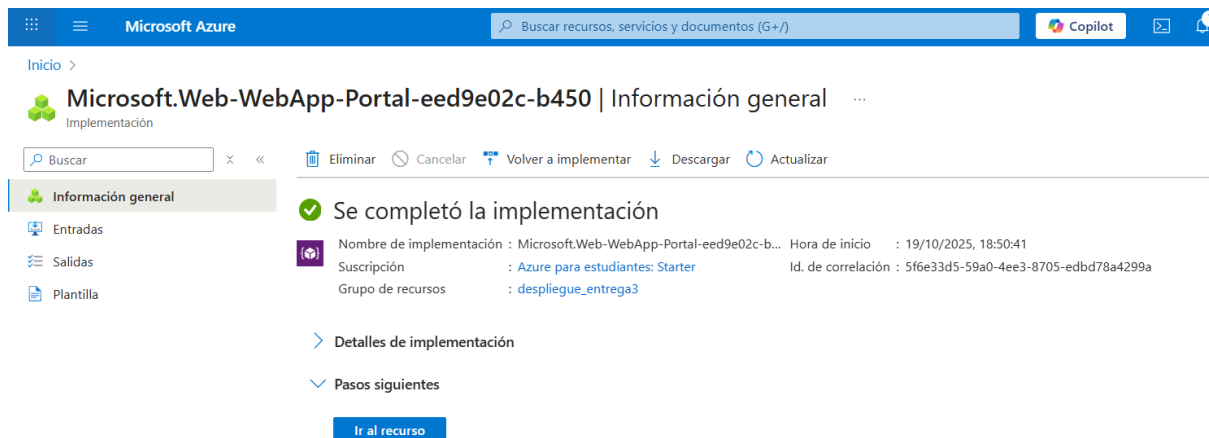 Microsoft Azure
Buscar recursos, servicios y documentos (G+/)
Copilot
Inicio >
Microsoft.Web-WebApp-Portal-eed9e02c-b450 | Información general ...
Implementación
Buscar
Eliminar
Cancelar
Volver a implementar
Descargar
Actualizar
Información general
Entradas
Salidas
Plantilla
Se completó la implementación
Nombre de implementación : Microsoft.Web-WebApp-Portal-eed9e02c-b...
Hora de inicio : 19/10/2025, 18:50:41
Suscripción : Azure para estudiantes: Starter
Id. de correlación : 5f6e33d5-59a0-4ee3-8705-edbd78a4299a
Grupo de recursos : despliegue_entrega3
Detalles de implementación
Pasos siguientes
Ir al recurso